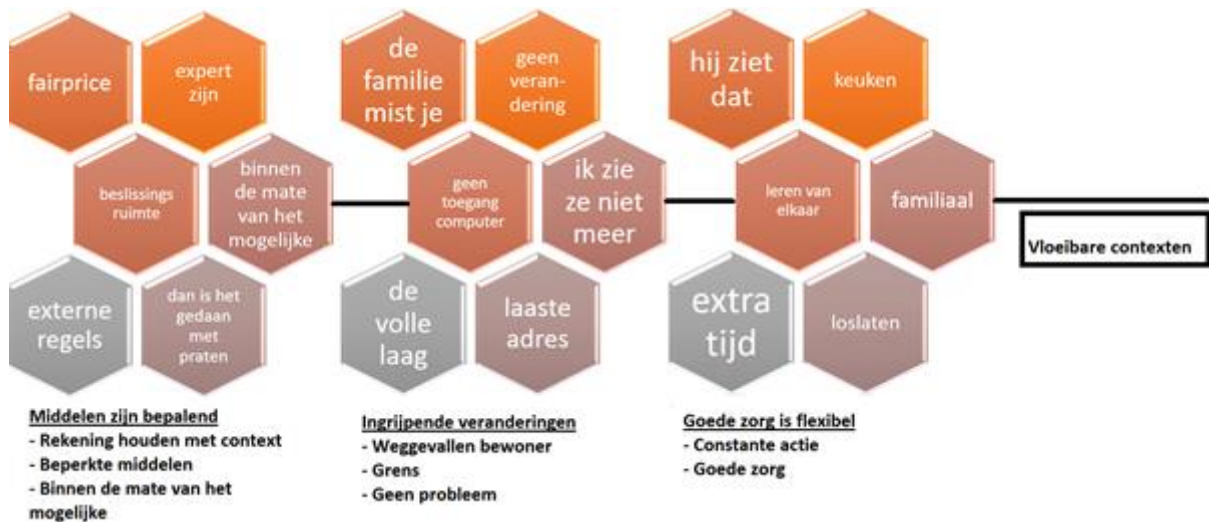 fairprice
expert
zijn
beslissings
ruimte
binnen
de mate
van het
mogelijke
externe
regels
dan is het
gedaan
met
praten
de
familie
mist je
geen
veran-
dering
geen
toegang
computer
ik zie
ze niet
meer
de
volle
laag
laaste
adres
hij ziet
dat
keuken
leren van
elkaar
familiaal
extra
tijd
loslaten
Vloeibare contexten
Middelen zijn bepalend
- Rekening houden met context
- Beperkte middelen
- Binnen de mate van het
mogelijke
Ingrijpende veranderingen
- Weggevallen bewoner
- Grens
- Geen probleem
Goede zorg is flexibel
- Constante actie
- Goede zorg